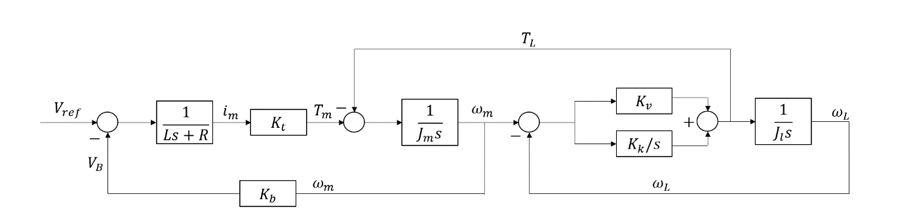 T_L
V_ref
−
V_B
1
Ls + R
i_m
K_t
T_m −
1
J_m s
ω_m
−
K_v
K_k/s
+
1
J_l s
ω_L
K_b
ω_m
ω_L